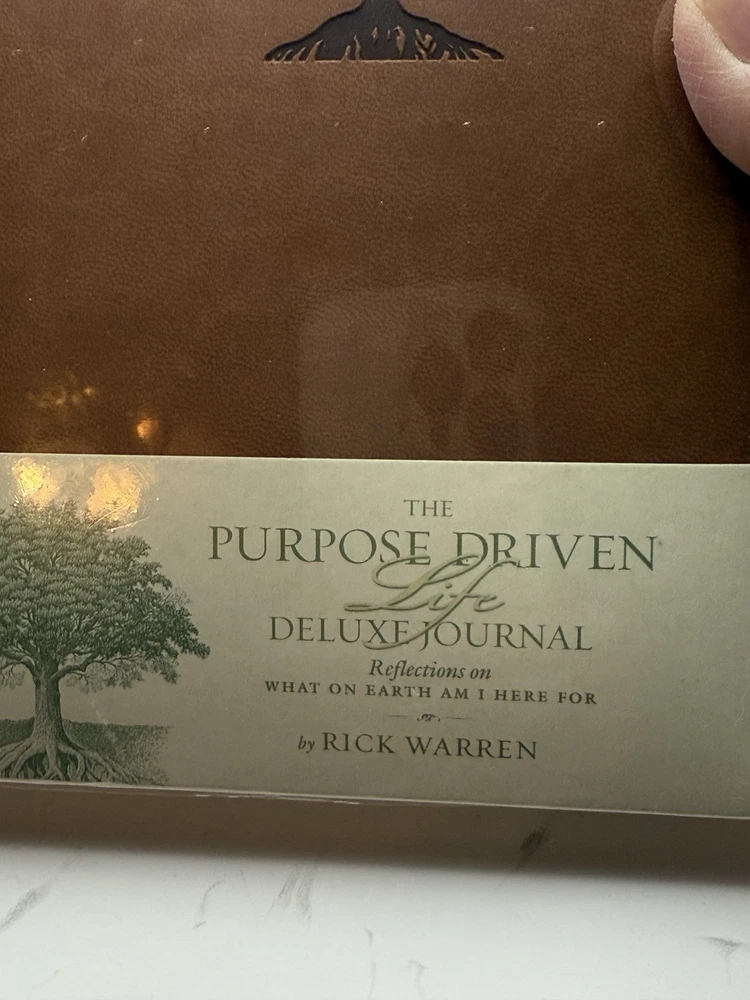 THE
PURPOSE DRIVEN®
Life
DELUXE JOURNAL
Reflections on
WHAT ON EARTH AM I HERE FOR
by RICK WARREN